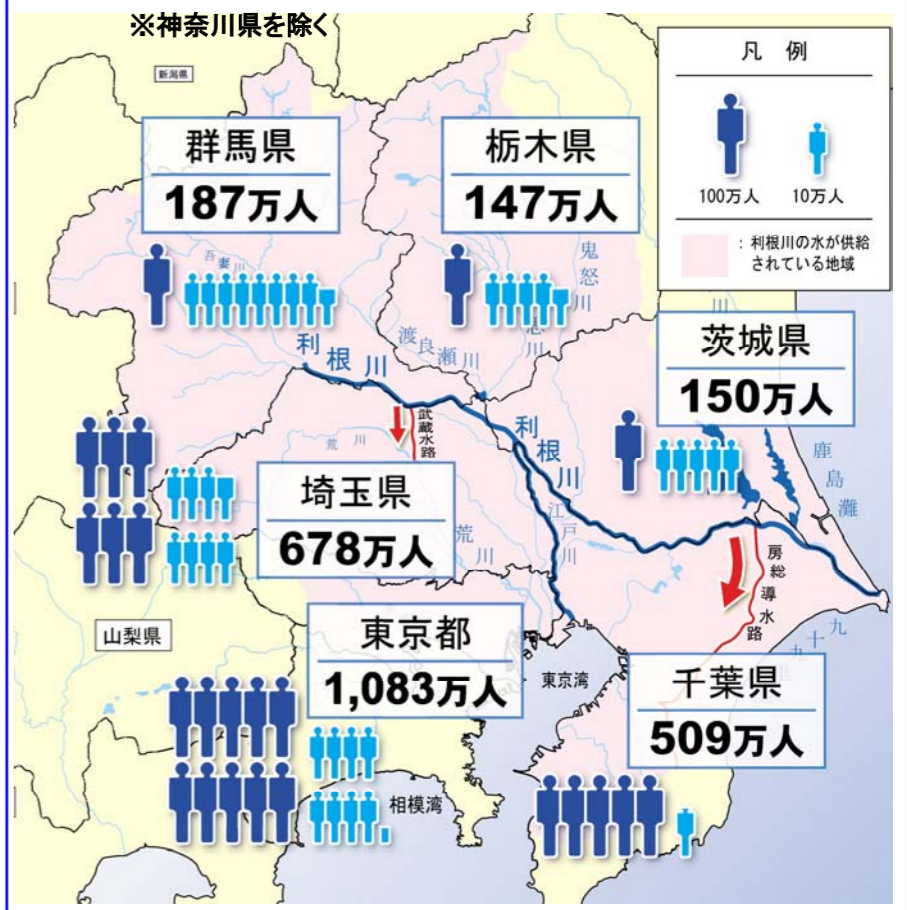 ※神奈川県を除く
新潟県
凡 例
100万人
10万人
：利根川の水が供給
されている地域
群馬県
187万人
栃木県
147万人
吾妻川
鬼怒川
渡良瀬川
利根川
茨城県
150万人
武蔵水路
荒川
利根川
鹿島灘
埼玉県
678万人
荒川
江戸川
房総導水路
山梨県
東京都
1,083万人
東京湾
九十九
千葉県
509万人
相模湾